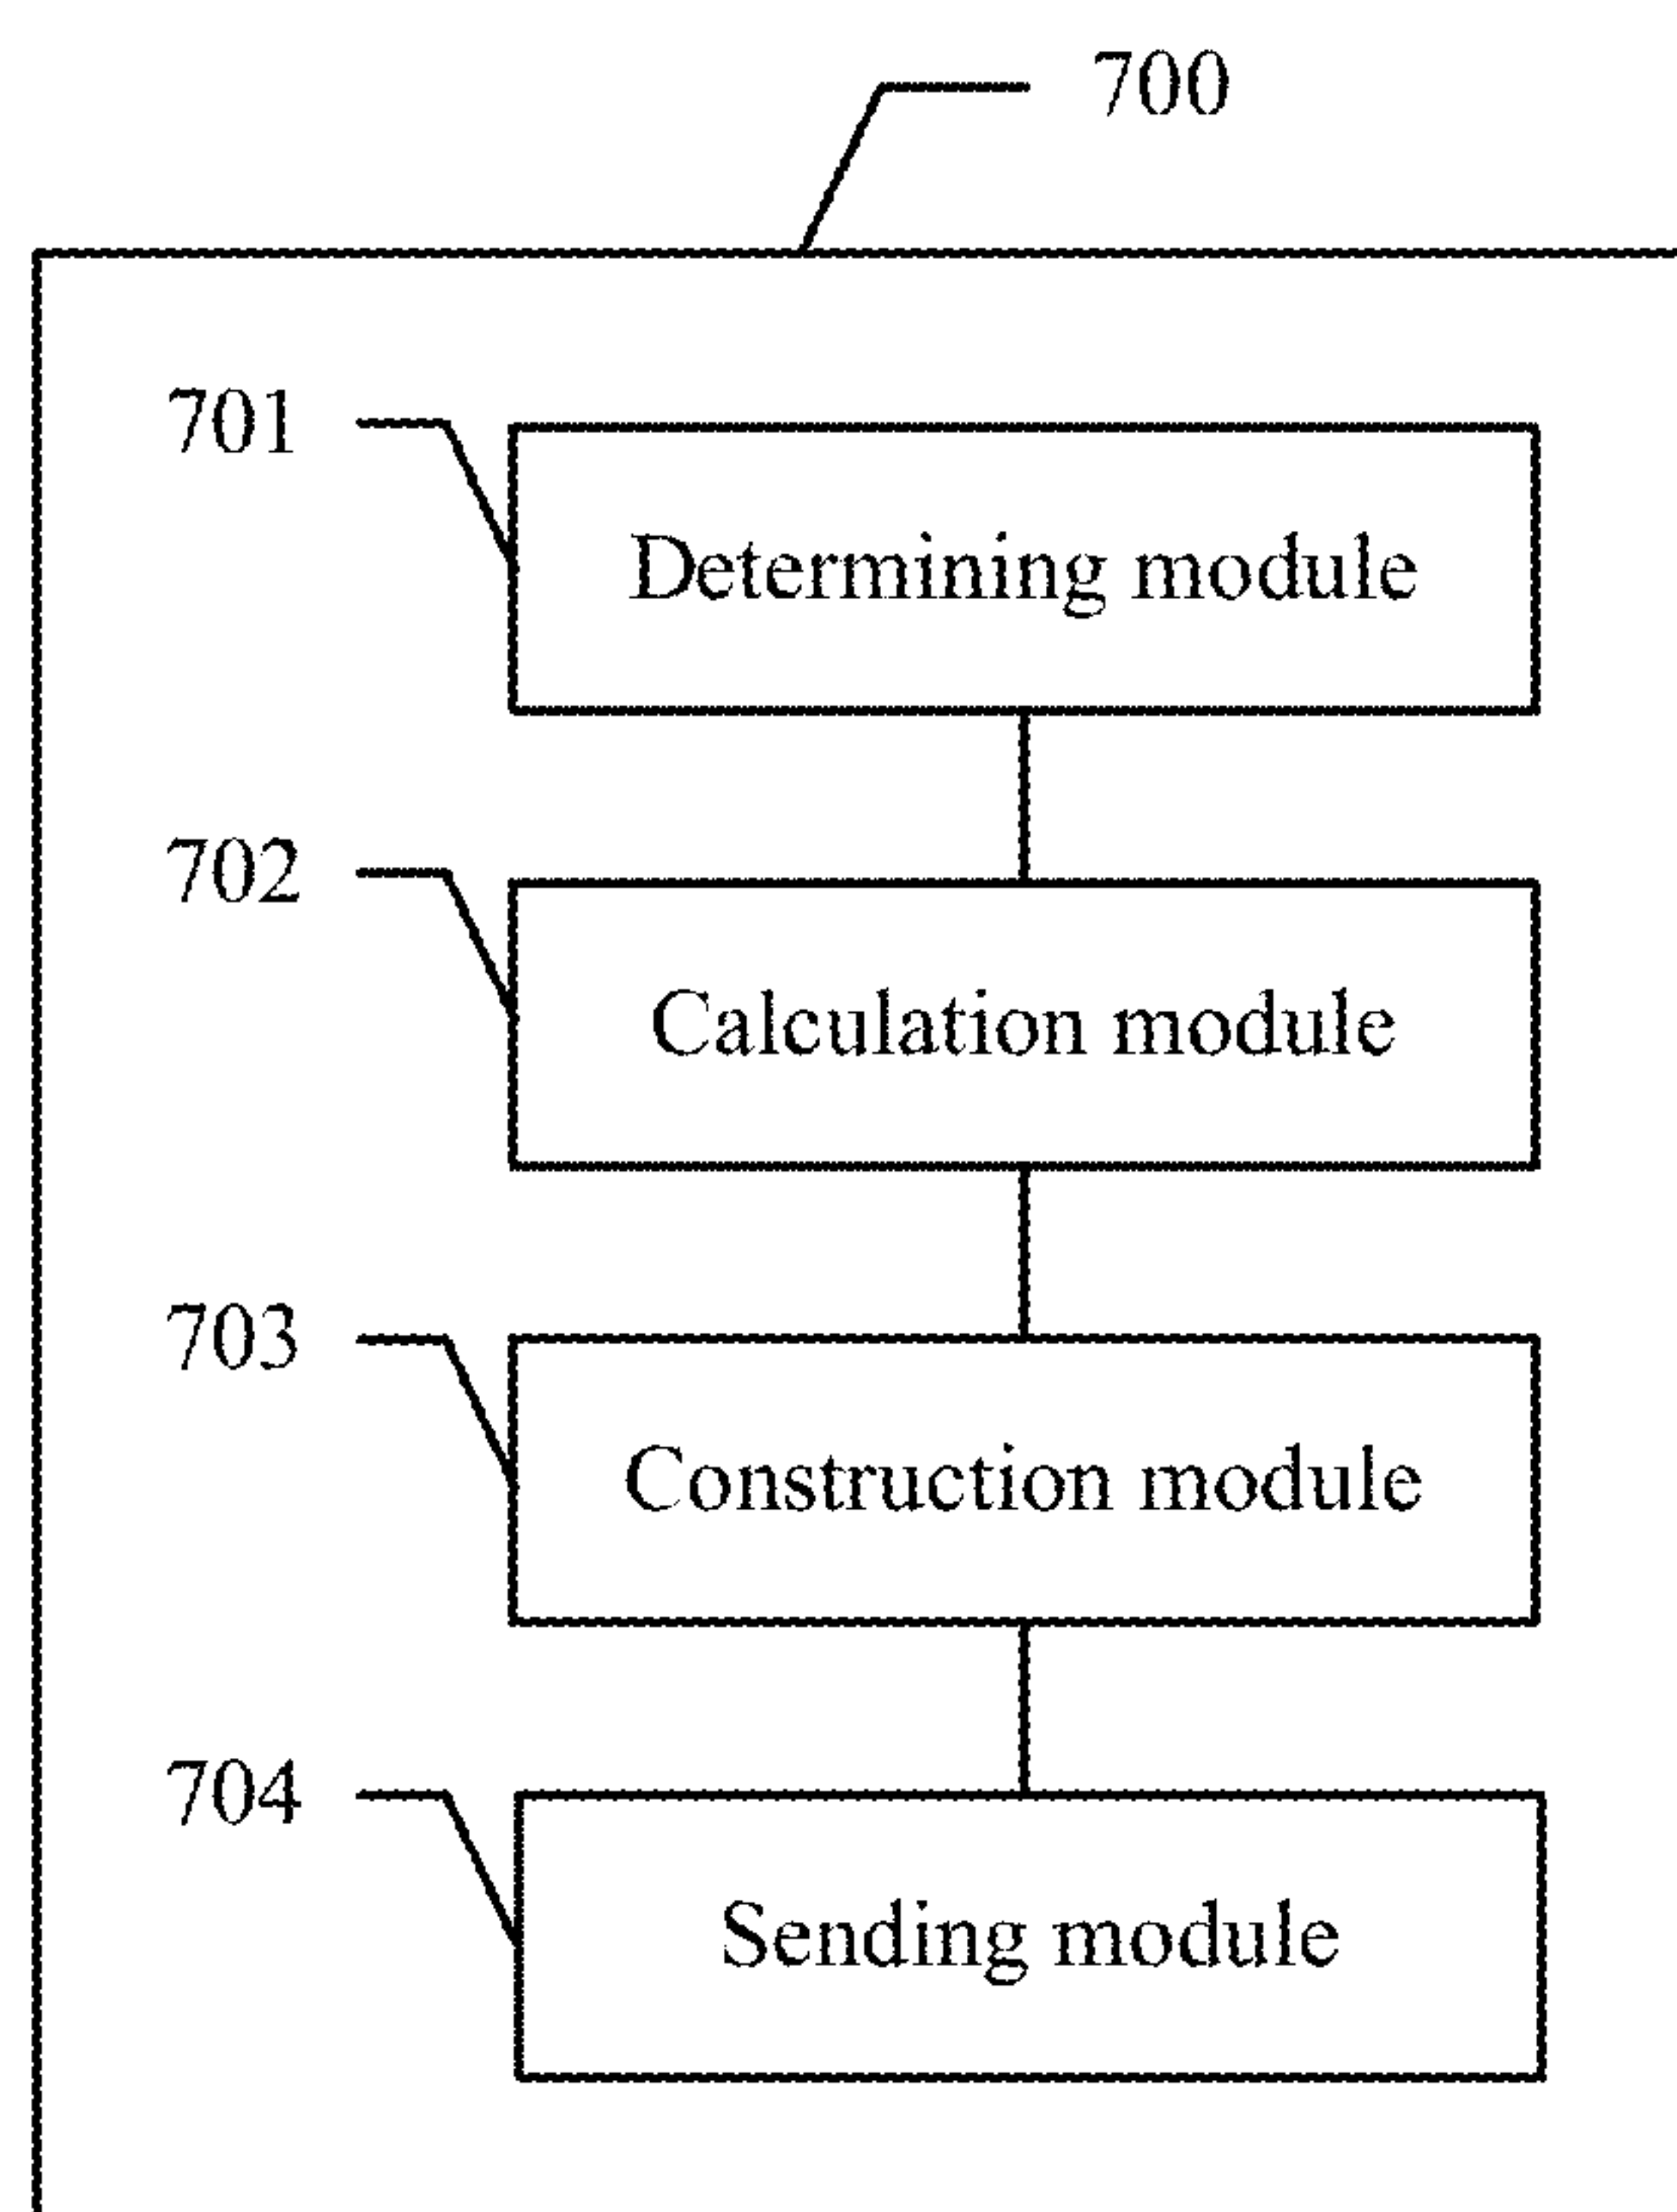 700
701
Determining module
702
Calculation module
703
Construction module
704
Sending module